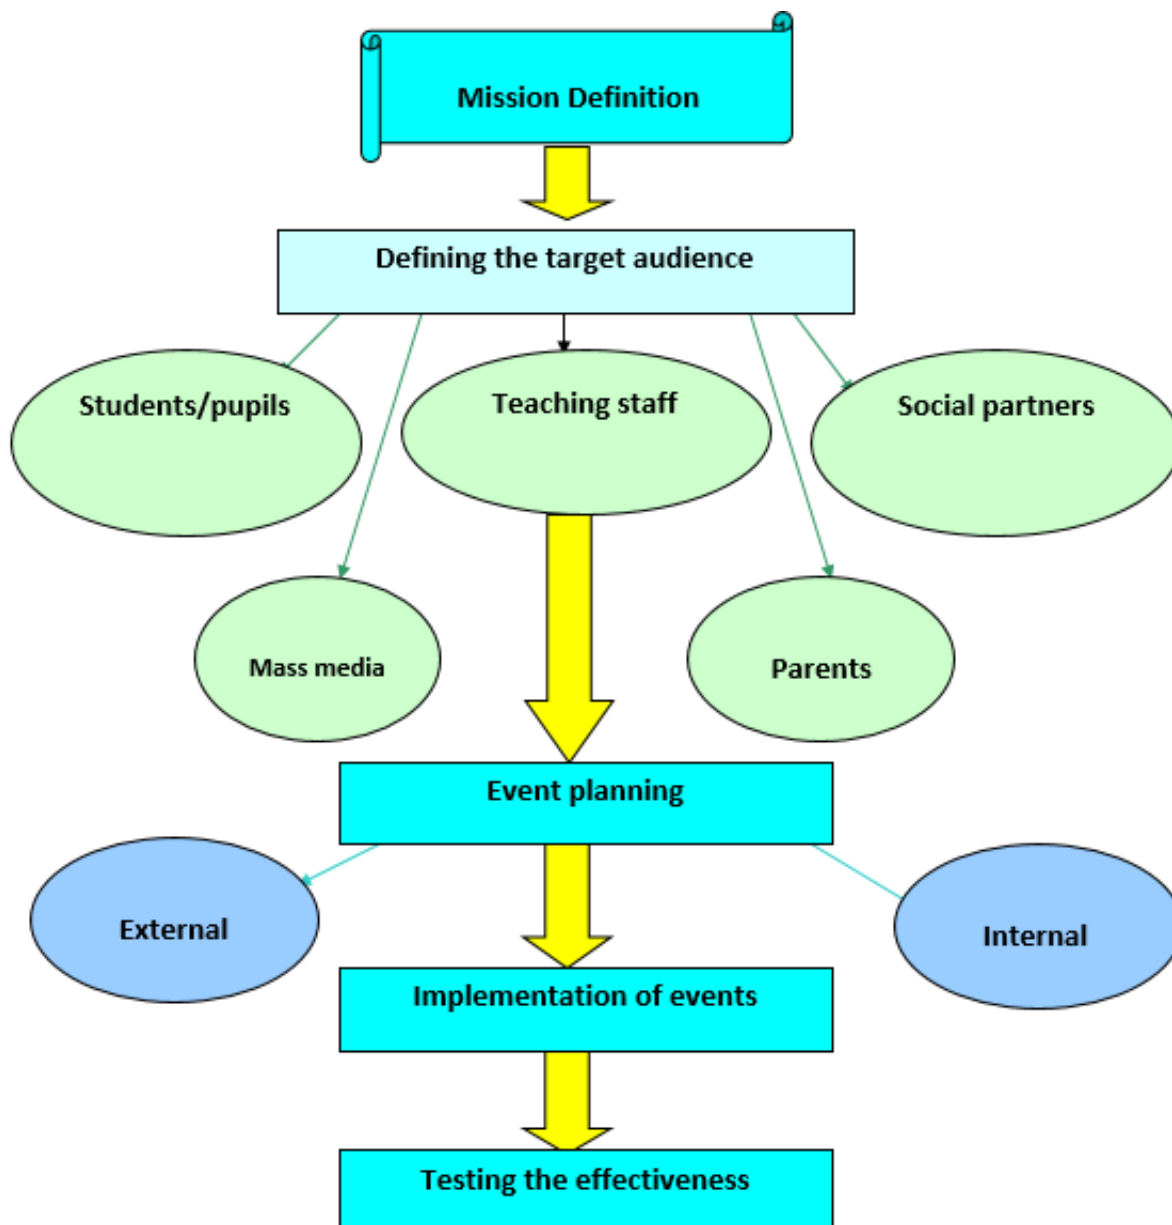 Mission Definition
Defining the target audience
Students/pupils
Teaching staff
Social partners
Mass media
Parents
Event planning
External
Internal
Implementation of events
Testing the effectiveness